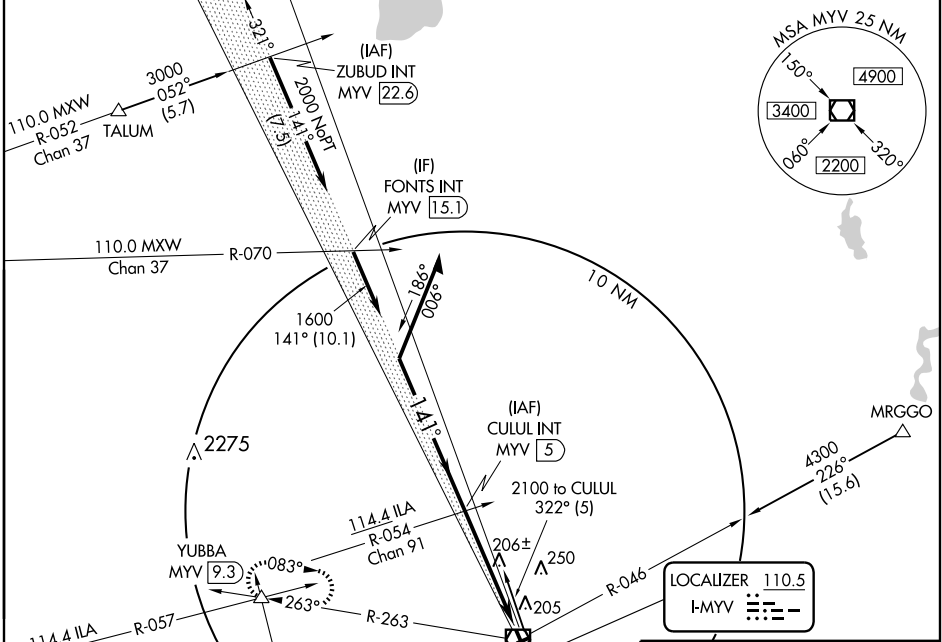 321°
(IAF)
ZUBUD INT
MYV 22.6
3000
052°
(5.7)
110.0 MXW
R-052
Chan 37
TALUM
2000 NoPT
141°
(7.5)
MSA MYV 25 NM
150°
4900
3400
060°
320°
2200
(IF)
FONTS INT
MYV 15.1
110.0 MXW
R-070
Chan 37
186°
006°
10 NM
1600
141° (10.1)
141°
(IAF)
CULUL INT
MYV 5
MRGGO
4300
226°
(15.6)
2275
2100 to CULUL
322° (5)
114.4 ILA
R-054
Chan 91
YUBBA
MYV 9.3
083°
263°
206±
250
205
R-046
LOCALIZER 110.5
I-MYV
R-263
114.4 ILA
R-057